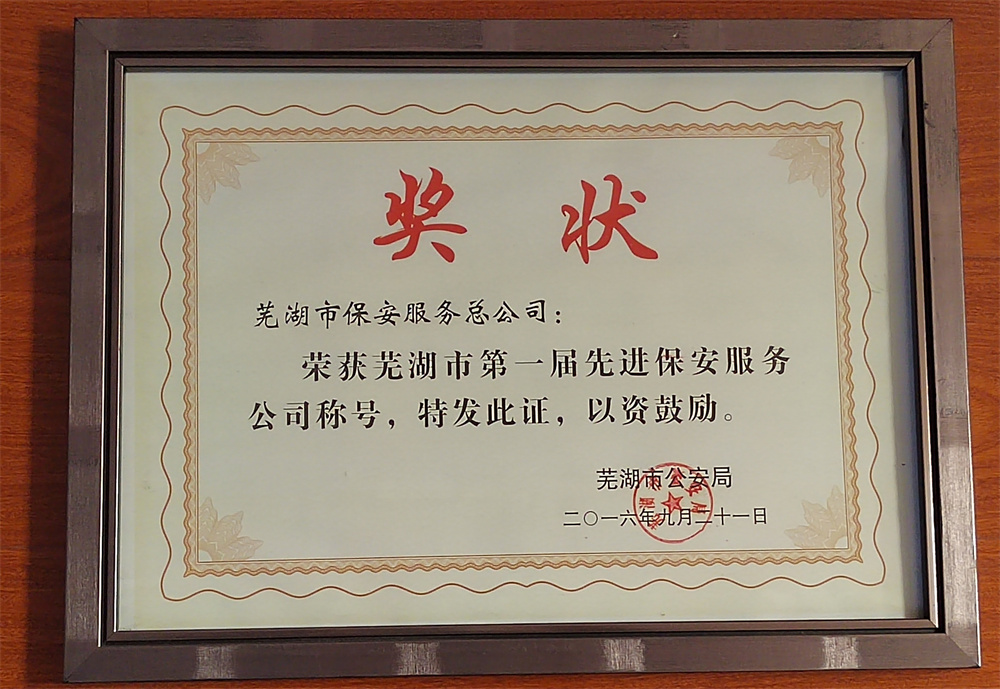 奖 状
芜湖市保安服务总公司：
荣获芜湖市第一届先进保安服务
公司称号，特发此证，以资鼓励。
芜湖市公安局
二〇一六年九月二十一日